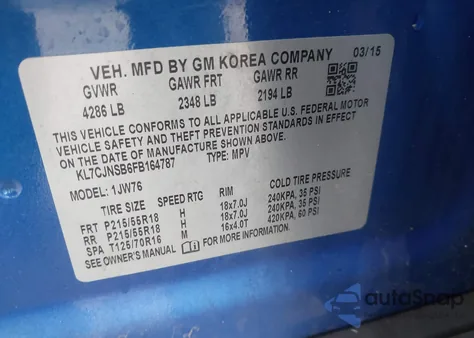 VEH. MFD BY GM KOREA COMPANY 03/15
GVWR GAWR FRT GAWR RR
4286 LB 2348 LB 2194 LB
THIS VEHICLE CONFORMS TO ALL APPLICABLE U.S. FEDERAL MOTOR
VEHICLE SAFETY AND THEFT PREVENTION STANDARDS IN EFFECT
ON THE DATE OF MANUFACTURE SHOWN ABOVE.
KL7CJNSB6FB164787 TYPE: MPV
MODEL: 1JW76
TIRE SIZE SPEED RTG RIM COLD TIRE PRESSURE
FRT P215/55R18 H 18x7.0J 240KPA, 35 PSI
RR P215/55R18 H 18x7.0J 240KPA, 35 PSI
SPA T125/70R16 M 16x4.0T 420KPA, 60 PSI
SEE OWNER'S MANUAL FOR MORE INFORMATION
autoSnap